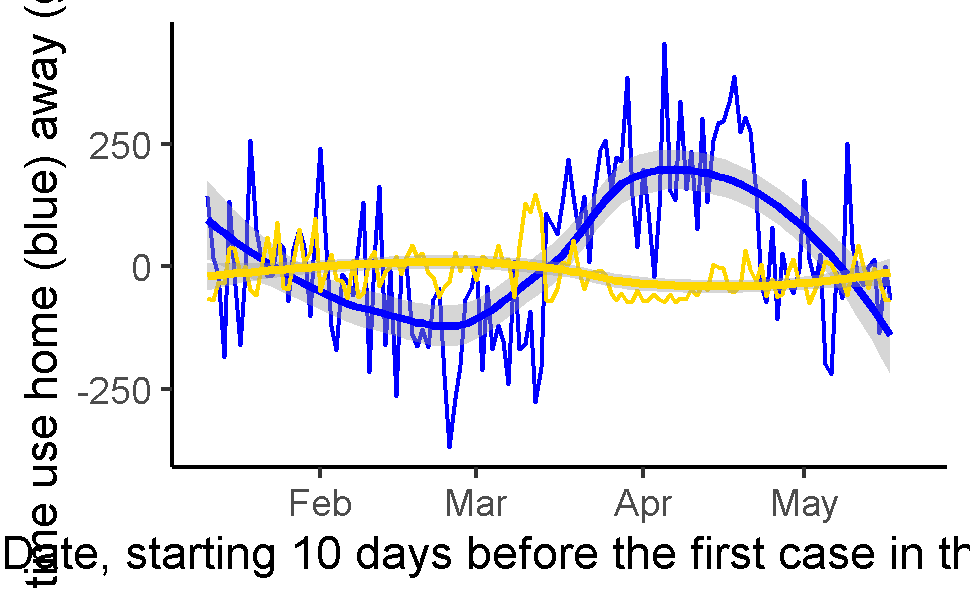 time use home (blue) away (
250
0
-250
Feb Mar Apr May
Date, starting 10 days before the first case in th